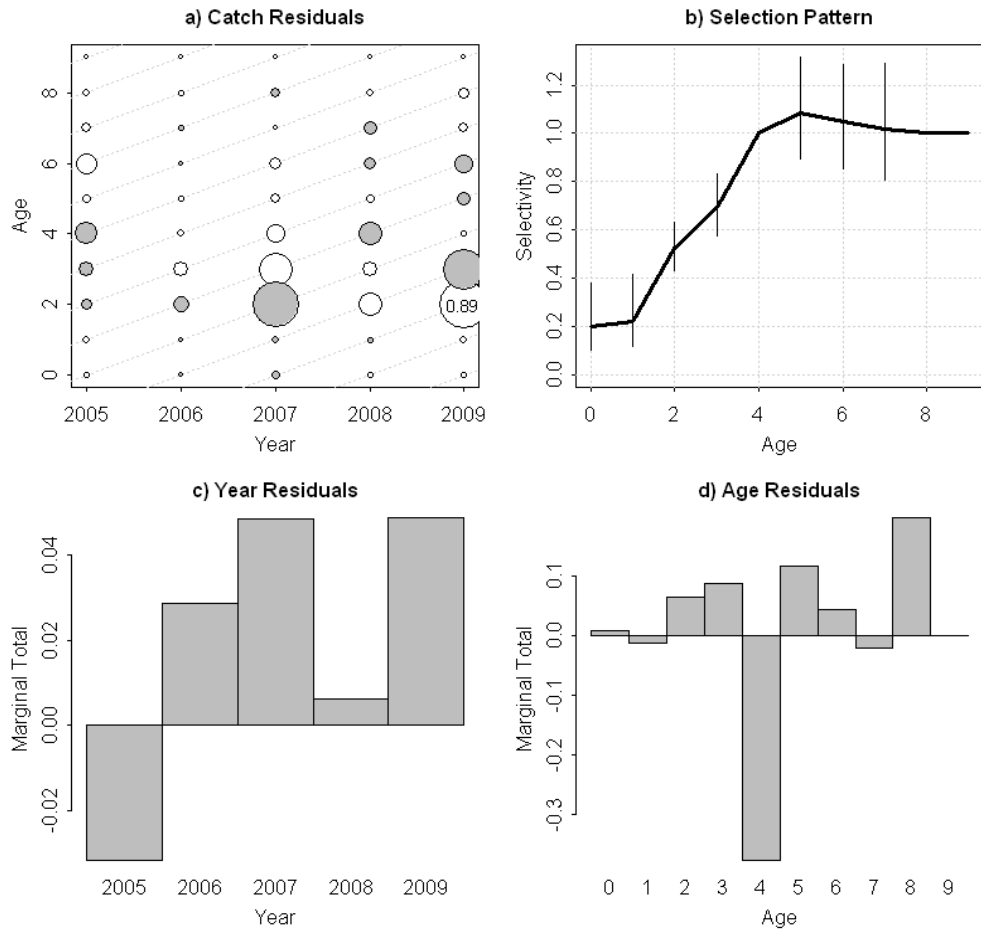 a) Catch Residuals
Age
0
2
4
6
8
0.89
2005 2006 2007 2008 2009
Year
b) Selection Pattern
Selectivity
0.0
0.2
0.4
0.6
0.8
1.0
1.2
0 2 4 6 8
Age
c) Year Residuals
Marginal Total
-0.02
0.00
0.02
0.04
2005 2006 2007 2008 2009
Year
d) Age Residuals
Marginal Total
-0.3
-0.2
-0.1
0.0
0.1
0 1 2 3 4 5 6 7 8 9
Age